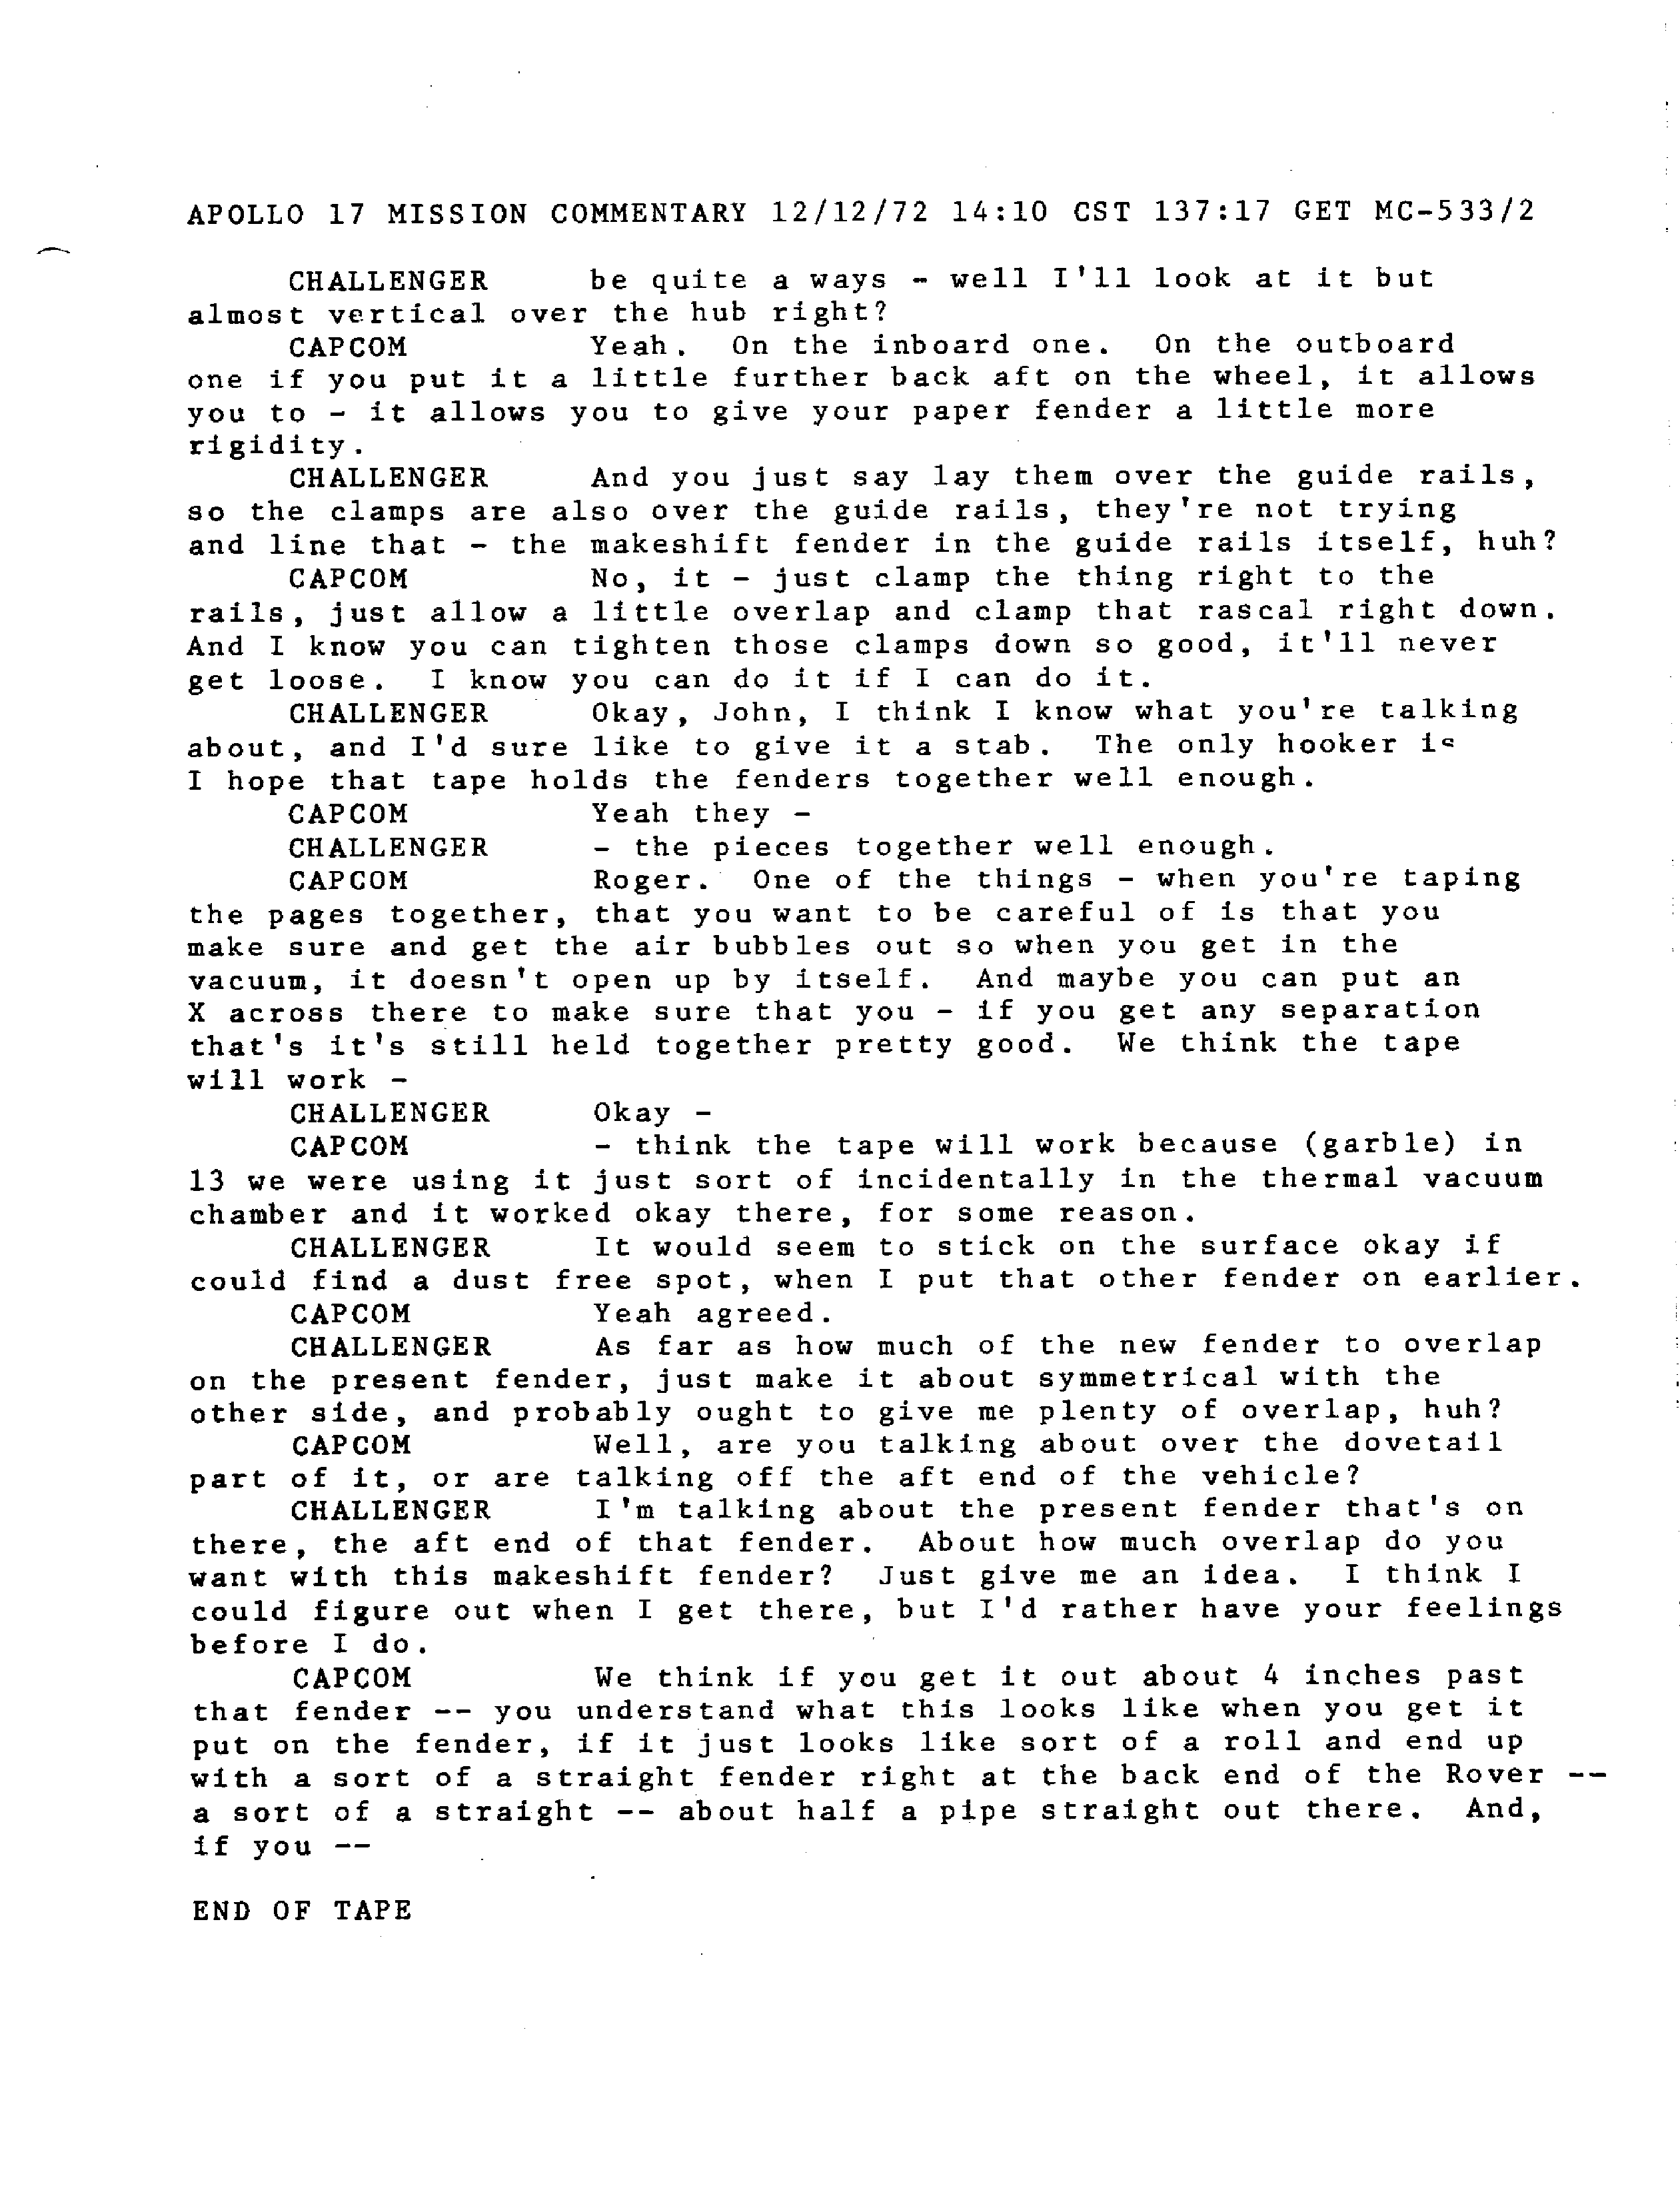 APOLLO 17 MISSION COMMENTARY 12/12/72 14:10 CST 137:17 GET MC-533/2
CHALLENGER be quite a ways - well I'll look at it but
almost vertical over the hub right?
CAPCOM Yeah. On the inboard one. On the outboard
one if you put it a little further back aft on the wheel, it allows
you to - it allows you to give your paper fender a little more
rigidity.
CHALLENGER And you just say lay them over the guide rails,
so the clamps are also over the guide rails, they're not trying
and line that - the makeshift fender in the guide rails itself, huh?
CAPCOM No, it - just clamp the thing right to the
rails, just allow a little overlap and clamp that rascal right down.
And I know you can tighten those clamps down so good, it'll never
get loose. I know you can do it if I can do it.
CHALLENGER Okay, John, I think I know what you're talking
about, and I'd sure like to give it a stab. The only hooker is
I hope that tape holds the fenders together well enough.
CAPCOM Yeah they -
CHALLENGER - the pieces together well enough.
CAPCOM Roger. One of the things - when you're taping
the pages together, that you want to be careful of is that you
make sure and get the air bubbles out so when you get in the
vacuum, it doesn't open up by itself. And maybe you can put an
X across there to make sure that you - if you get any separation
that's it's still held together pretty good. We think the tape
will work -
CHALLENGER Okay -
CAPCOM - think the tape will work because (garble) in
13 we were using it just sort of incidentally in the thermal vacuum
chamber and it worked okay there, for some reason.
CHALLENGER It would seem to stick on the surface okay if
could find a dust free spot, when I put that other fender on earlier.
CAPCOM Yeah agreed.
CHALLENGER As far as how much of the new fender to overlap
on the present fender, just make it about symmetrical with the
other side, and probably ought to give me plenty of overlap, huh?
CAPCOM Well, are you talking about over the dovetail
part of it, or are talking off the aft end of the vehicle?
CHALLENGER I'm talking about the present fender that's on
there, the aft end of that fender. About how much overlap do you
want with this makeshift fender? Just give me an idea. I think I
could figure out when I get there, but I'd rather have your feelings
before I do.
CAPCOM We think if you get it out about 4 inches past
that fender -- you understand what this looks like when you get it
put on the fender, if it just looks like sort of a roll and end up
with a sort of a straight fender right at the back end of the Rover --
a sort of a straight -- about half a pipe straight out there. And,
if you --
END OF TAPE